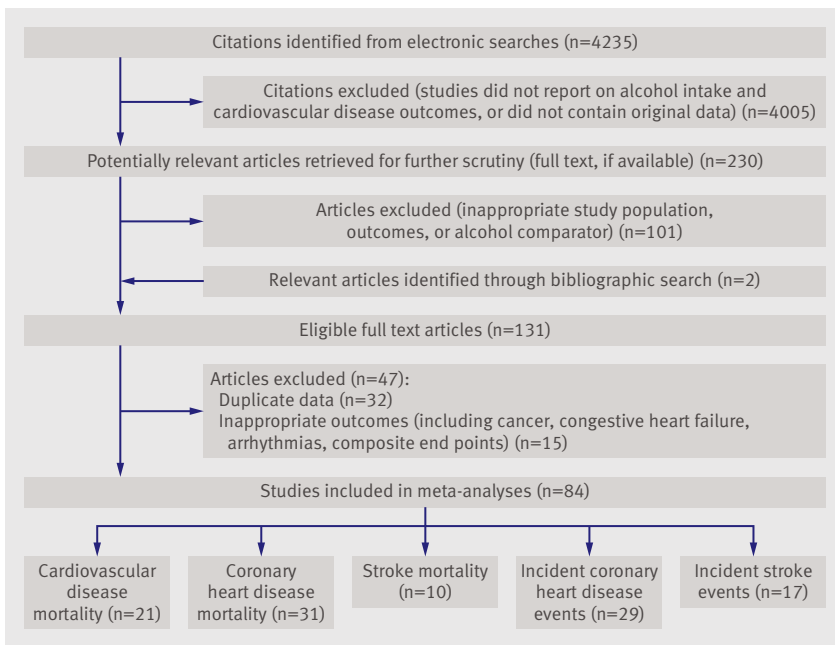 Citations identified from electronic searches (n=4235)
Citations excluded (studies did not report on alcohol intake and
cardiovascular disease outcomes, or did not contain original data) (n=4005)
Potentially relevant articles retrieved for further scrutiny (full text, if available) (n=230)
Articles excluded (inappropriate study population,
outcomes, or alcohol comparator) (n=101)
Relevant articles identified through bibliographic search (n=2)
Eligible full text articles (n=131)
Articles excluded (n=47):
Duplicate data (n=32)
Inappropriate outcomes (including cancer, congestive heart failure,
arrhythmias, composite end points) (n=15)
Studies included in meta-analyses (n=84)
Cardiovascular
disease
mortality (n=21)
Coronary
heart disease
mortality (n=31)
Stroke mortality
(n=10)
Incident coronary
heart disease
events (n=29)
Incident stroke
events (n=17)